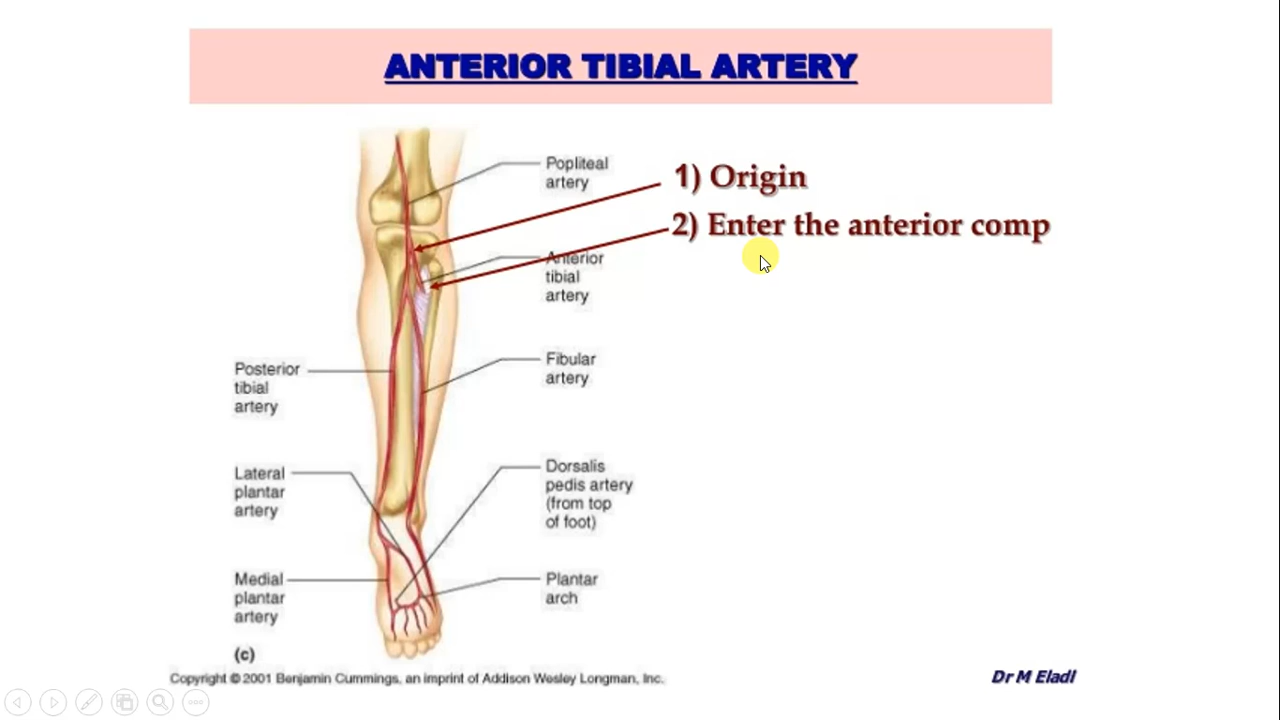 ANTERIOR TIBIAL ARTERY
Popliteal
artery
1) Origin
2) Enter the anterior comp
Anterior
tibial
artery
Fibular
artery
Posterior
tibial
artery
Lateral
plantar
artery
Dorsalis
pedis artery
(from top
of foot)
Medial
plantar
artery
Plantar
arch
(c)
Copyright © 2001 Benjamin Cummings, an imprint of Addison Wesley Longman, Inc.
Dr M Eladl